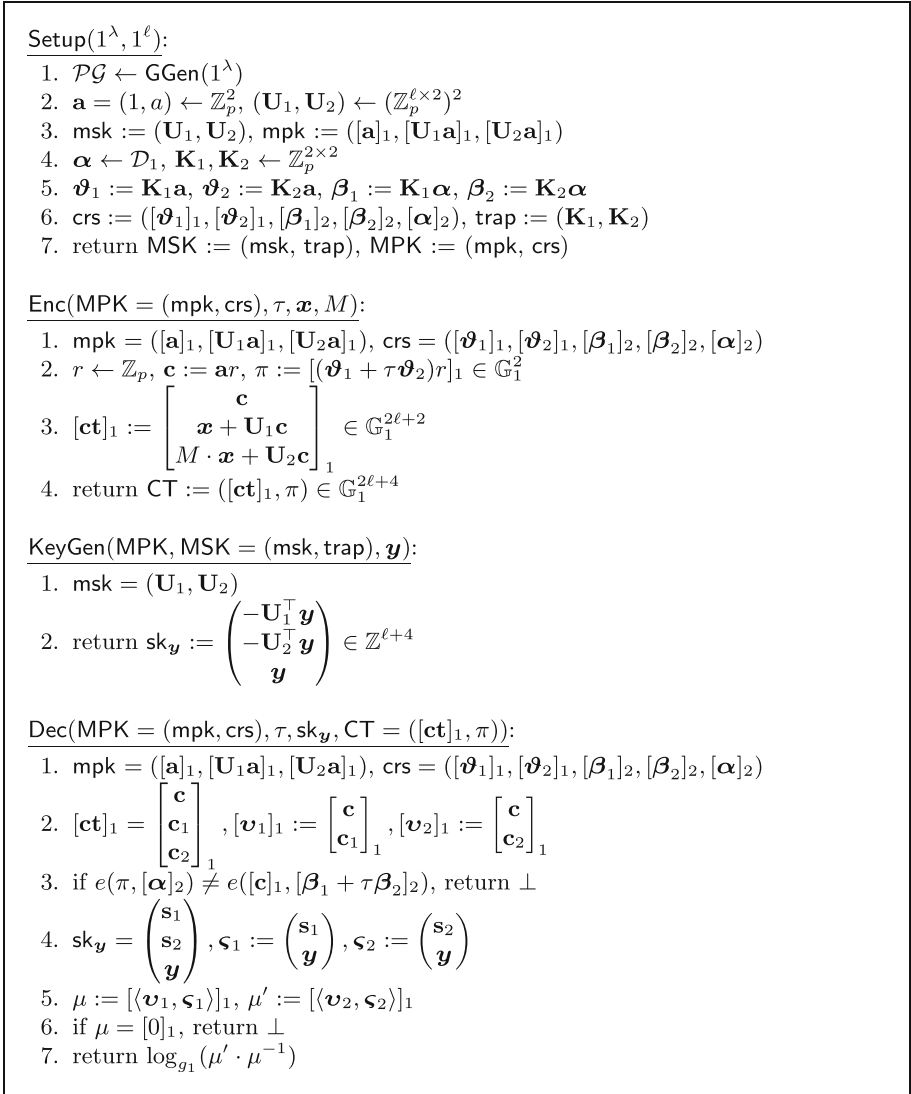 Setup(1^λ, 1^ℓ):
1. 𝒫𝒢 ← GGen(1^λ)
2. 𝐚 = (1, a) ← ℤ_p^2, (𝐔_1, 𝐔_2) ← (ℤ_p^{ℓ×2})^2
3. msk := (𝐔_1, 𝐔_2), mpk := ([𝐚]_1, [𝐔_1𝐚]_1, [𝐔_2𝐚]_1)
4. 𝜶 ← 𝒟_1, 𝐊_1, 𝐊_2 ← ℤ_p^{2×2}
5. 𝝑_1 := 𝐊_1𝐚, 𝝑_2 := 𝐊_2𝐚, 𝜷_1 := 𝐊_1𝜶, 𝜷_2 := 𝐊_2𝜶
6. crs := ([𝝑_1]_1, [𝝑_2]_1, [𝜷_1]_2, [𝜷_2]_2, [𝜶]_2), trap := (𝐊_1, 𝐊_2)
7. return MSK := (msk, trap), MPK := (mpk, crs)
Enc(MPK = (mpk, crs), τ, 𝒙, M):
1. mpk = ([𝐚]_1, [𝐔_1𝐚]_1, [𝐔_2𝐚]_1), crs = ([𝝑_1]_1, [𝝑_2]_1, [𝜷_1]_2, [𝜷_2]_2, [𝜶]_2)
2. r ← ℤ_p, 𝐜 := 𝐚r, π := [(𝝑_1 + τ𝝑_2)r]_1 ∈ 𝔾_1^2
3. [𝐜𝐭]_1 := [𝐜; 𝒙 + 𝐔_1𝐜; M · 𝒙 + 𝐔_2𝐜]_1 ∈ 𝔾_1^{2ℓ+2}
4. return CT := ([𝐜𝐭]_1, π) ∈ 𝔾_1^{2ℓ+4}
KeyGen(MPK, MSK = (msk, trap), 𝒚):
1. msk = (𝐔_1, 𝐔_2)
2. return sk_𝒚 := (−𝐔_1^⊤𝒚; −𝐔_2^⊤𝒚; 𝒚) ∈ ℤ^{ℓ+4}
Dec(MPK = (mpk, crs), τ, sk_𝒚, CT = ([𝐜𝐭]_1, π)):
1. mpk = ([𝐚]_1, [𝐔_1𝐚]_1, [𝐔_2𝐚]_1), crs = ([𝝑_1]_1, [𝝑_2]_1, [𝜷_1]_2, [𝜷_2]_2, [𝜶]_2)
2. [𝐜𝐭]_1 = [𝐜; 𝐜_1; 𝐜_2]_1, [𝝊_1]_1 := [𝐜; 𝐜_1]_1, [𝝊_2]_1 := [𝐜; 𝐜_2]_1
3. if e(π, [𝜶]_2) ≠ e([𝐜]_1, [𝜷_1 + τ𝜷_2]_2), return ⊥
4. sk_𝒚 = (𝐬_1; 𝐬_2; 𝒚), 𝝇_1 := (𝐬_1; 𝒚), 𝝇_2 := (𝐬_2; 𝒚)
5. μ := [⟨𝝊_1, 𝝇_1⟩]_1, μ′ := [⟨𝝊_2, 𝝇_2⟩]_1
6. if μ = [0]_1, return ⊥
7. return log_{g_1}(μ′ · μ^{−1})